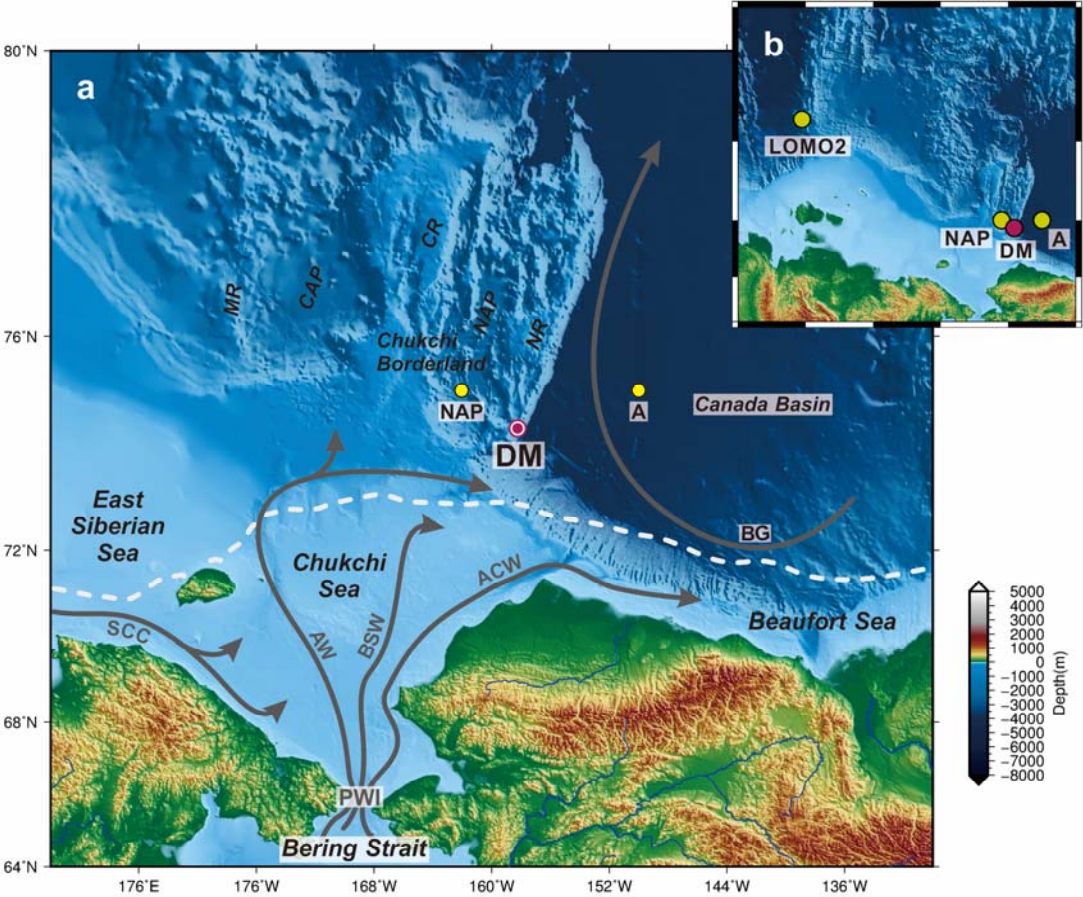 80°N
a
b
LOMO2
NAP
DM
A
CR
MR
CAP
NAP
NR
76°N
Chukchi
Borderland
NAP
A
Canada Basin
DM
East
Siberian
Sea
72°N
BG
Chukchi
Sea
ACW
BSW
AW
SCC
Beaufort Sea
68°N
PWI
Bering Strait
64°N
176°E
176°W
168°W
160°W
152°W
144°W
136°W
5000
4000
3000
2000
1000
0
−1000
−2000
−3000
−4000
−5000
−6000
−7000
−8000
Depth(m)